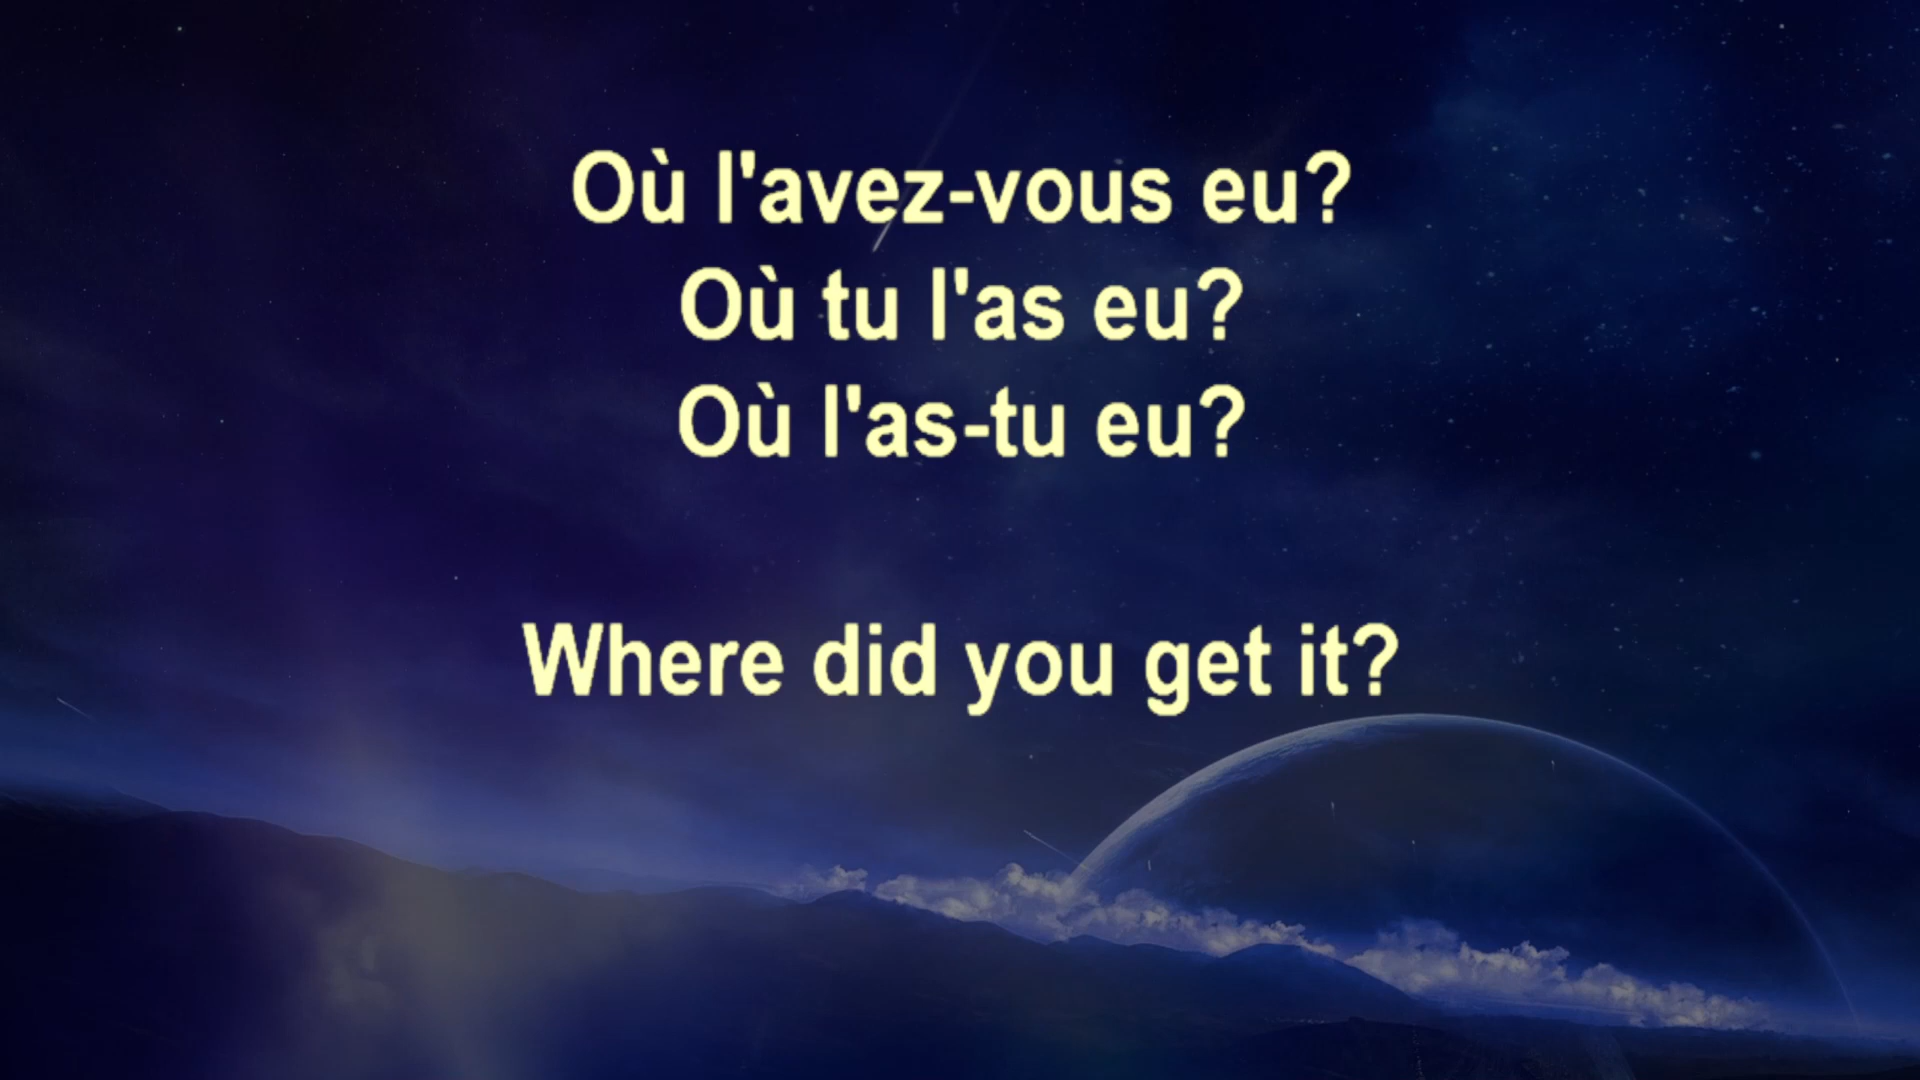 Où l'avez-vous eu?
Où tu l'as eu?
Où l'as-tu eu?
Where did you get it?